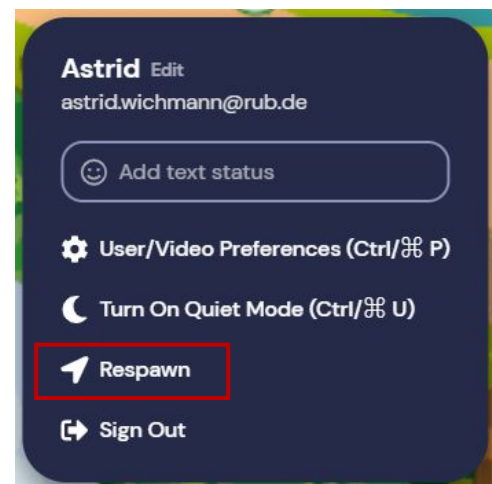 Astrid Edit
astrid.wichmann@rub.de
Add text status
User/Video Preferences (Ctrl/⌘ P)
Turn On Quiet Mode (Ctrl/⌘ U)
Respawn
Sign Out